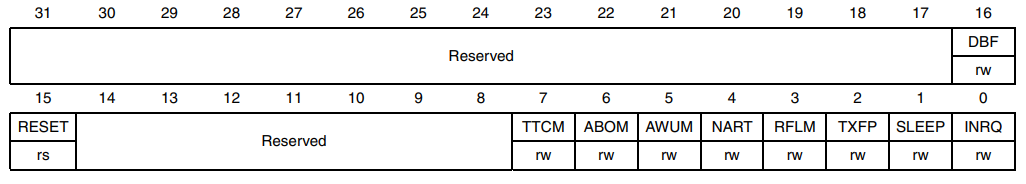 31 30 29 28 27 26 25 24 23 22 21 20 19 18 17 16
Reserved DBF
rw
15 14 13 12 11 10 9 8 7 6 5 4 3 2 1 0
RESET Reserved TTCM ABOM AWUM NART RFLM TXFP SLEEP INRQ
rs rw rw rw rw rw rw rw rw